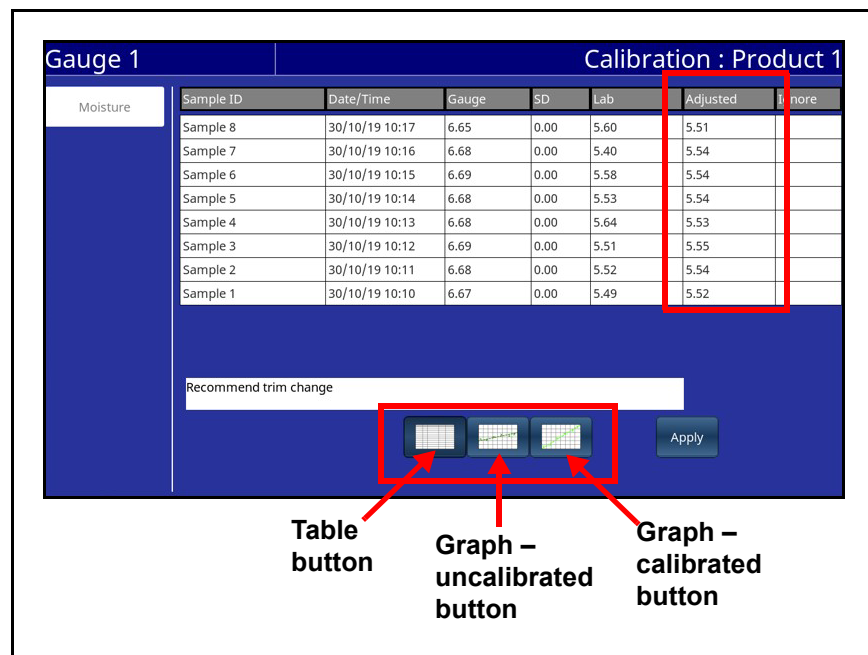 Gauge 1 Calibration : Product 1
Moisture
Sample ID Date/Time Gauge SD Lab Adjusted Ignore
Sample 8 30/10/19 10:17 6.65 0.00 5.60 5.51
Sample 7 30/10/19 10:16 6.68 0.00 5.40 5.54
Sample 6 30/10/19 10:15 6.69 0.00 5.58 5.54
Sample 5 30/10/19 10:14 6.68 0.00 5.53 5.54
Sample 4 30/10/19 10:13 6.68 0.00 5.64 5.53
Sample 3 30/10/19 10:12 6.69 0.00 5.51 5.55
Sample 2 30/10/19 10:11 6.68 0.00 5.52 5.54
Sample 1 30/10/19 10:10 6.67 0.00 5.49 5.52
Recommend trim change
Apply
Table
button
Graph –
uncalibrated
button
Graph –
calibrated
button